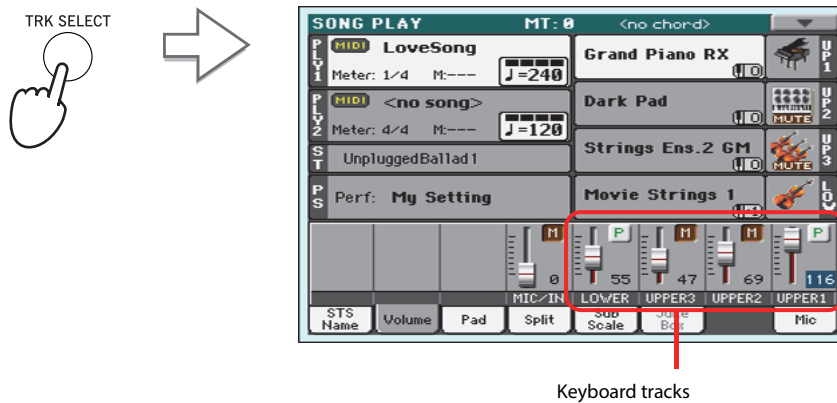 TRK SELECT
SONG PLAY MT: 0 <no chord>
PLY1 MIDI LoveSong
Meter: 1/4 M:--- ♩=240
Grand Piano RX 0
UP1
PLY2 MIDI <no song>
Meter: 4/4 M:--- ♩=120
Dark Pad 0
MUTE UP2
ST UnpluggedBallad1
Strings Ens.2 GM 0
MUTE UP3
PS Perf: My Setting
Movie Strings 1
LOW
M P M M P
0 55 47 69 116
MIC/IN LOWER UPPER3 UPPER2 UPPER1
STS Name Volume Pad Split Sub Scale Mic
Keyboard tracks